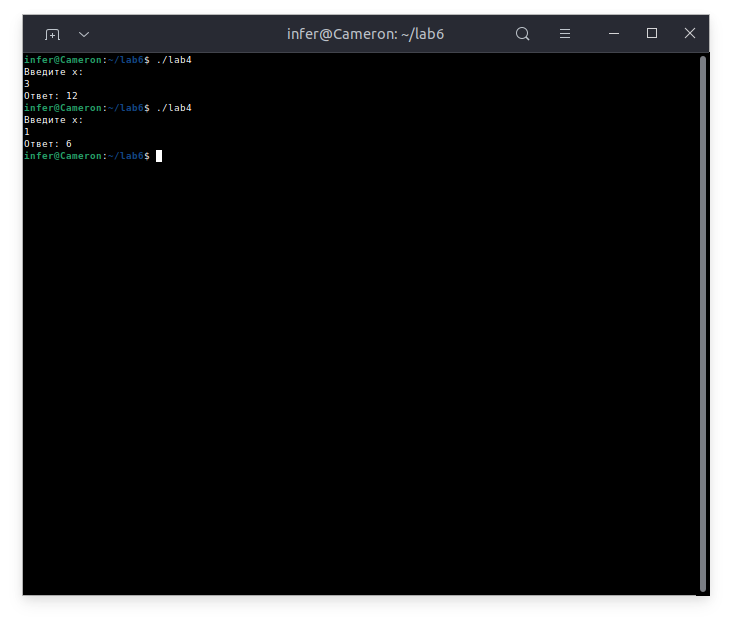 infer@Cameron: ~/lab6
infer@Cameron:~/lab6$ ./lab4
Введите x:
3
Ответ: 12
infer@Cameron:~/lab6$ ./lab4
Введите x:
1
Ответ: 6
infer@Cameron:~/lab6$